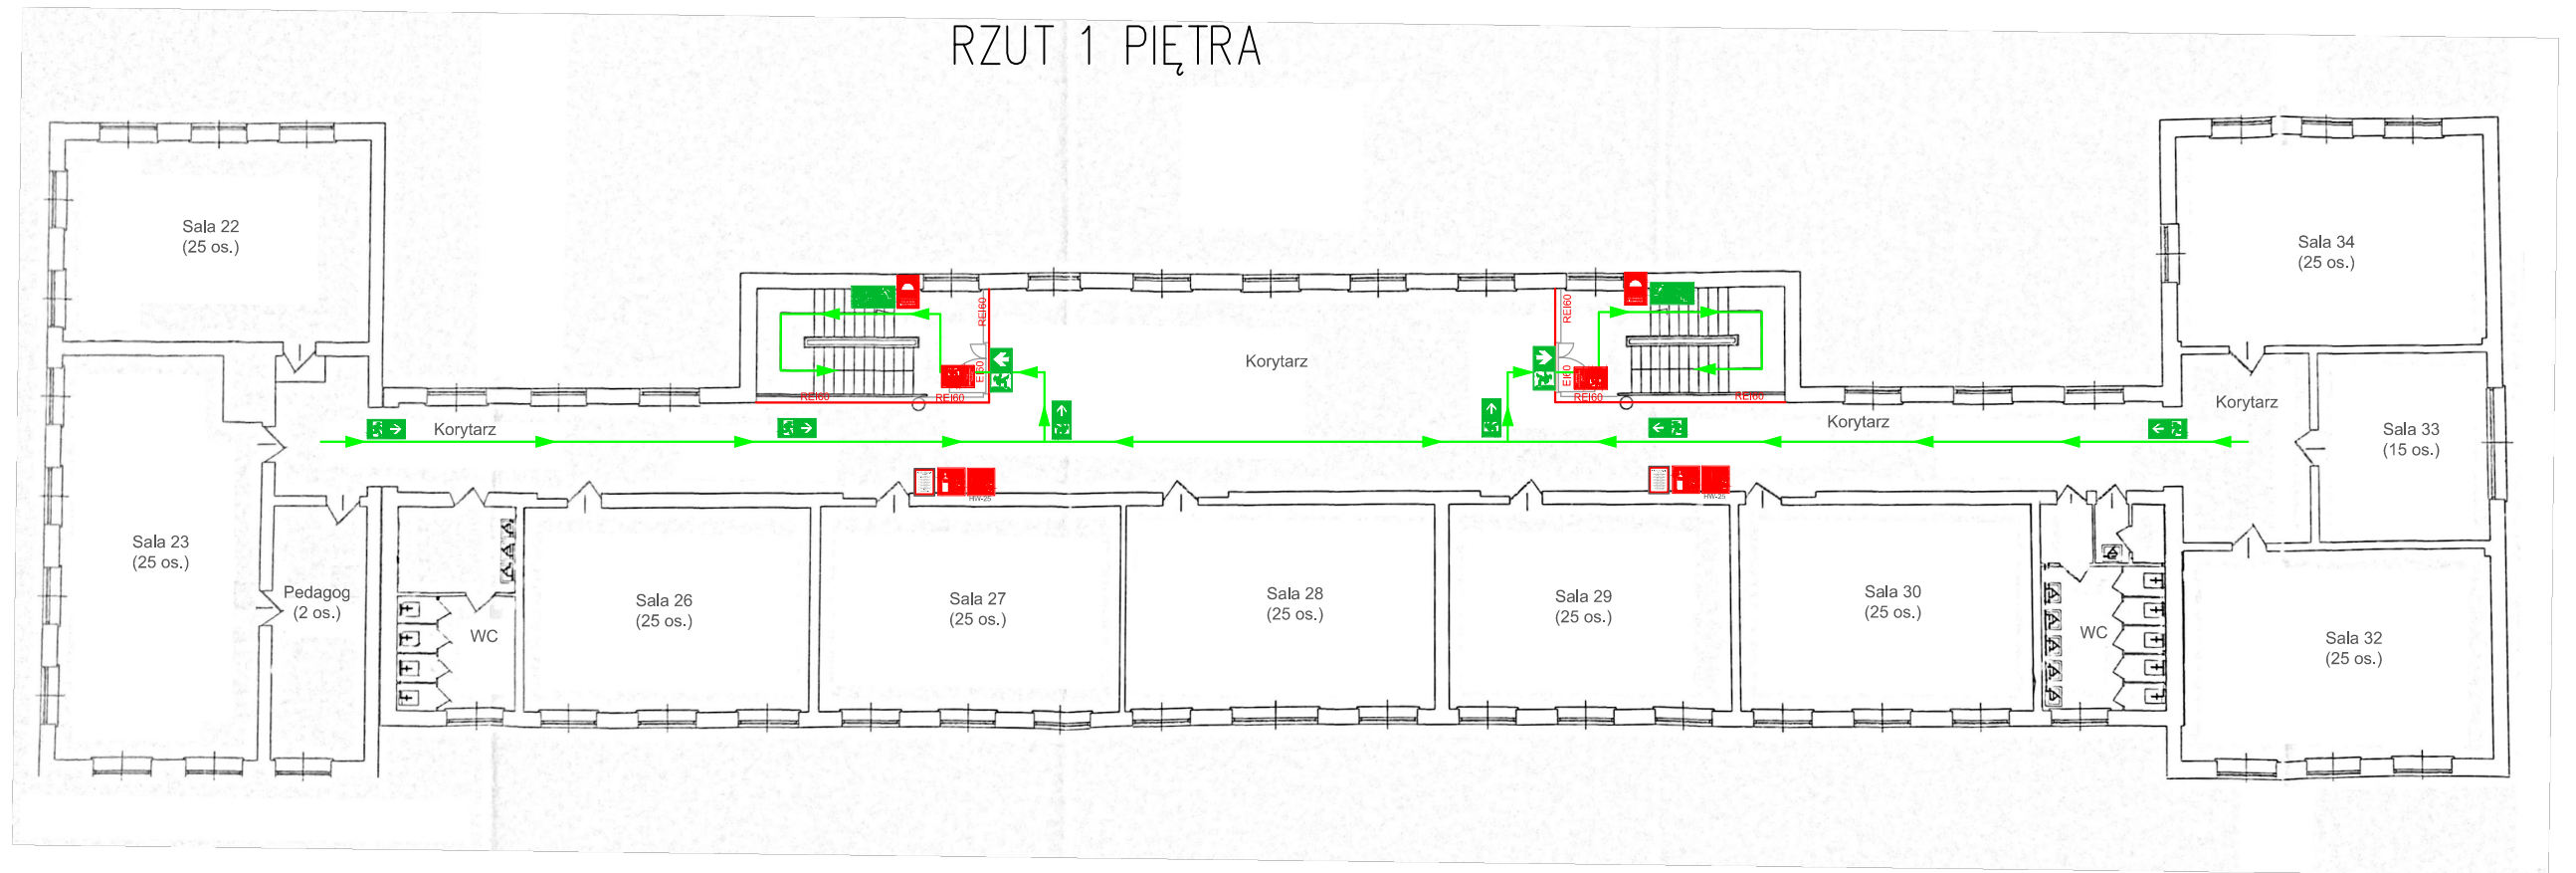 RZUT 1 PIĘTRA
Sala 22
(25 os.)
Sala 34
(25 os.)
REI60
REI60
Korytarz
EI60
EI60
REI60
REI60
REI60
REI60
Korytarz
Korytarz
Korytarz
Sala 33
(15 os.)
HW-25
HW-25
Sala 23
(25 os.)
Pedagog
(2 os.)
WC
Sala 26
(25 os.)
Sala 27
(25 os.)
Sala 28
(25 os.)
Sala 29
(25 os.)
Sala 30
(25 os.)
WC
Sala 32
(25 os.)